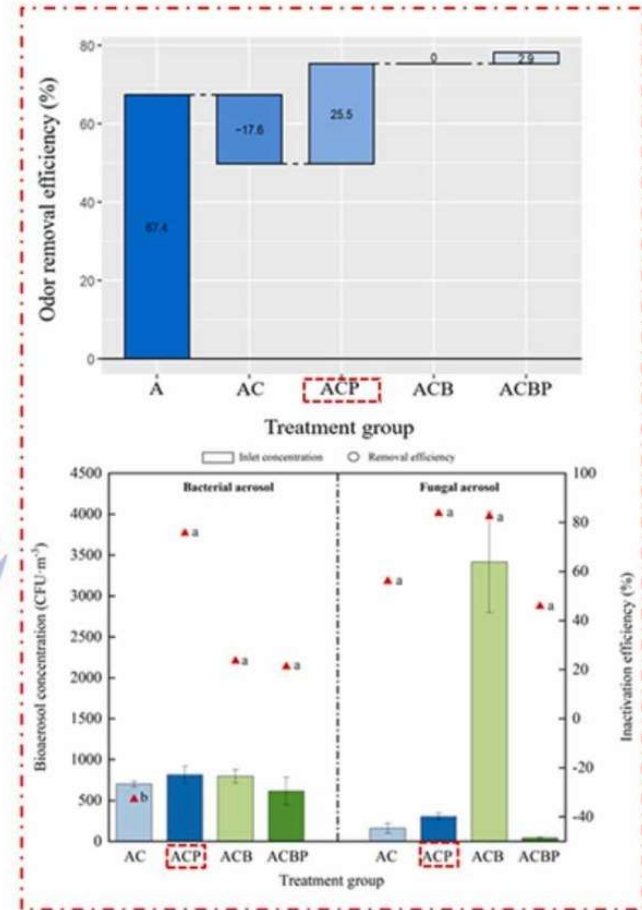 80
60
40
20
0
Odor removal efficiency (%)
67.4
−17.6
25.5
0
2.9
A AC ACP ACB ACBP
Treatment group
Inlet concentration Removal efficiency
4500
4000
3500
3000
2500
2000
1500
1000
500
0
Bioaerosol concentration (CFU·m⁻³)
Bacterial aerosol
Fungal aerosol
b
a
a
a
a
a
a
a
100
80
60
40
20
0
-20
-40
Inactivation efficiency (%)
AC ACP ACB ACBP AC ACP ACB ACBP
Treatment group